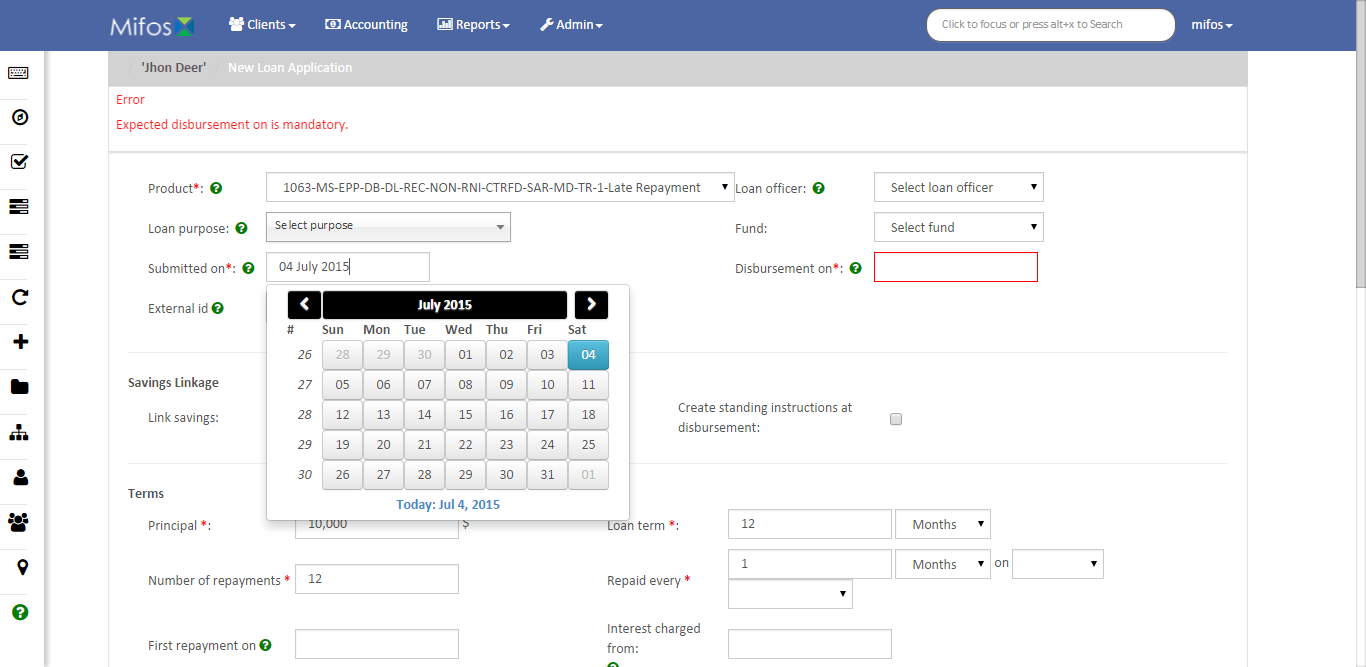 Mifos Clients Accounting Reports Admin Click to focus or press alt+x to Search mifos
/ 'Jhon Deer' / New Loan Application
Error
Expected disbursement on is mandatory.
Product*: 1063-MS-EPP-DB-DL-REC-NON-RNI-CTRFD-SAR-MD-TR-1-Late Repayment Loan officer: Select loan officer
Loan purpose: Select purpose Fund: Select fund
Submitted on*: 04 July 2015 Disbursement on*:
External id
July 2015
# Sun Mon Tue Wed Thu Fri Sat
26 28 29 30 01 02 03 04
27 05 06 07 08 09 10 11
28 12 13 14 15 16 17 18
29 19 20 21 22 23 24 25
30 26 27 28 29 30 31 01
Today: Jul 4, 2015
Savings Linkage
Link savings: Create standing instructions at
disbursement:
Terms
Principal *: 10,000 $ Loan term *: 12 Months
Number of repayments * 12 Repaid every * 1 Months on
First repayment on Interest charged
from: